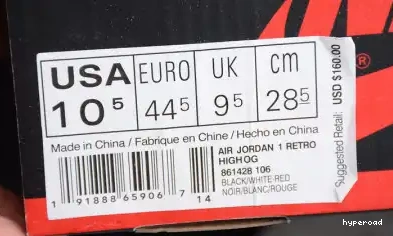 USA EURO UK cm
10⁵ 44⁵ 9⁵ 28⁵
Made in China / Fabrique en Chine / Hecho en China
AIR JORDAN 1 RETRO
HIGH OG
861428 106
BLACK/WHITE-RED
NOIR/BLANC/ROUGE
1 91888 65906 7 14
Suggested Retail: USD $160.00
®
hyperoad